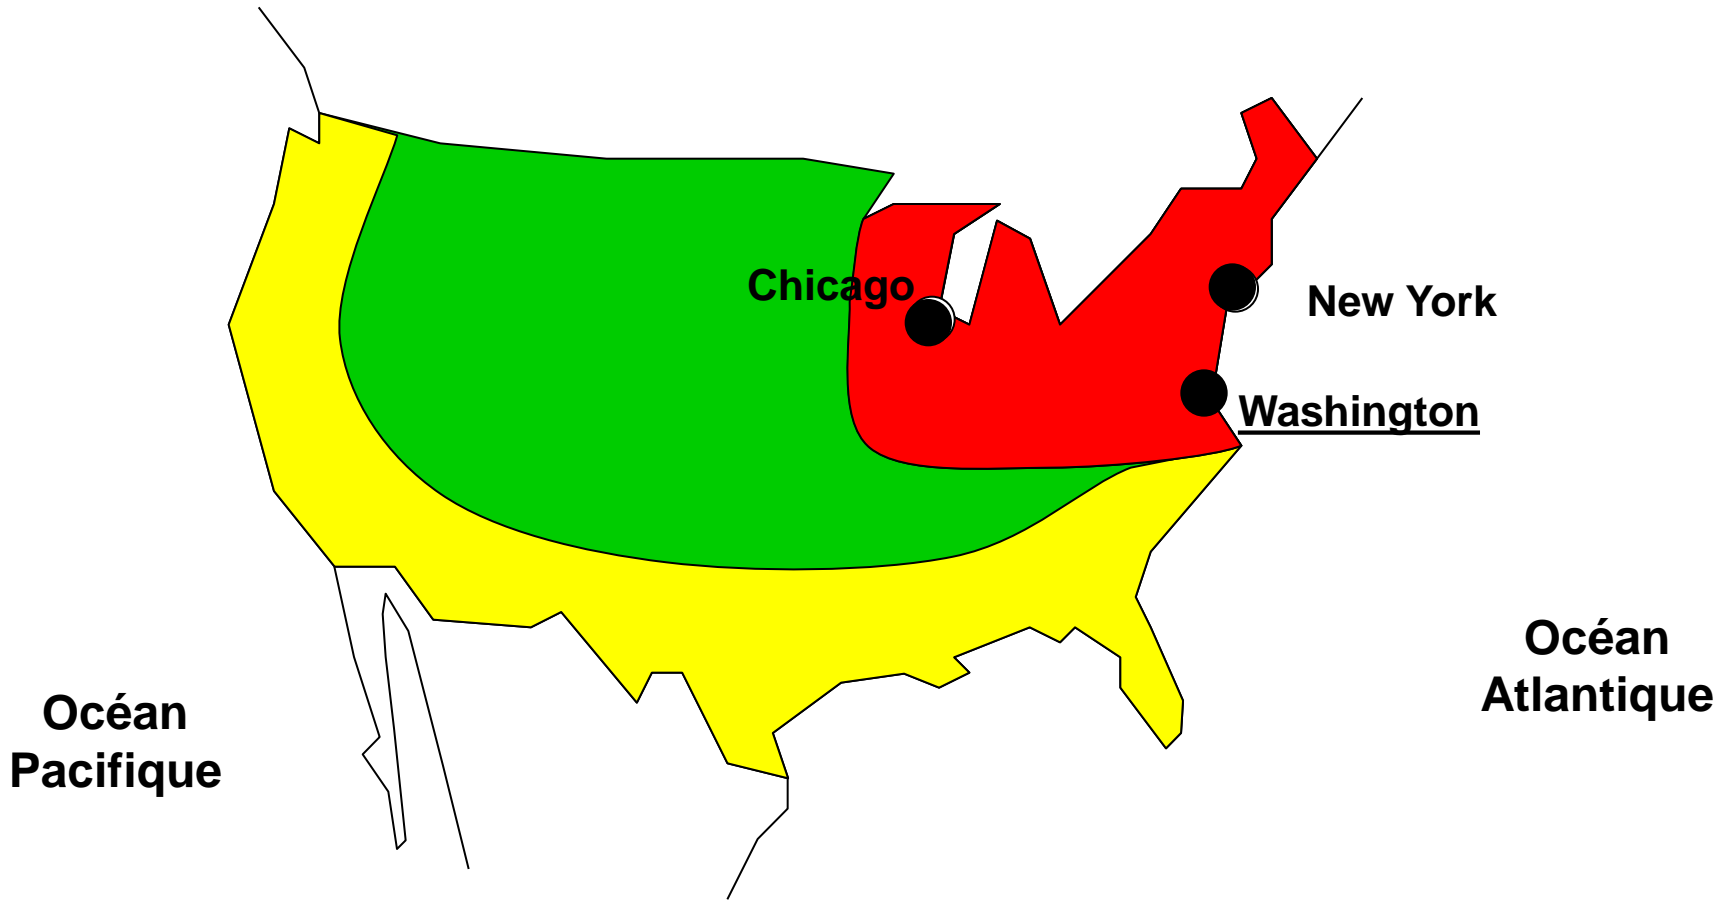 Chicago
New York
Washington
Océan
Atlantique
Océan
Pacifique